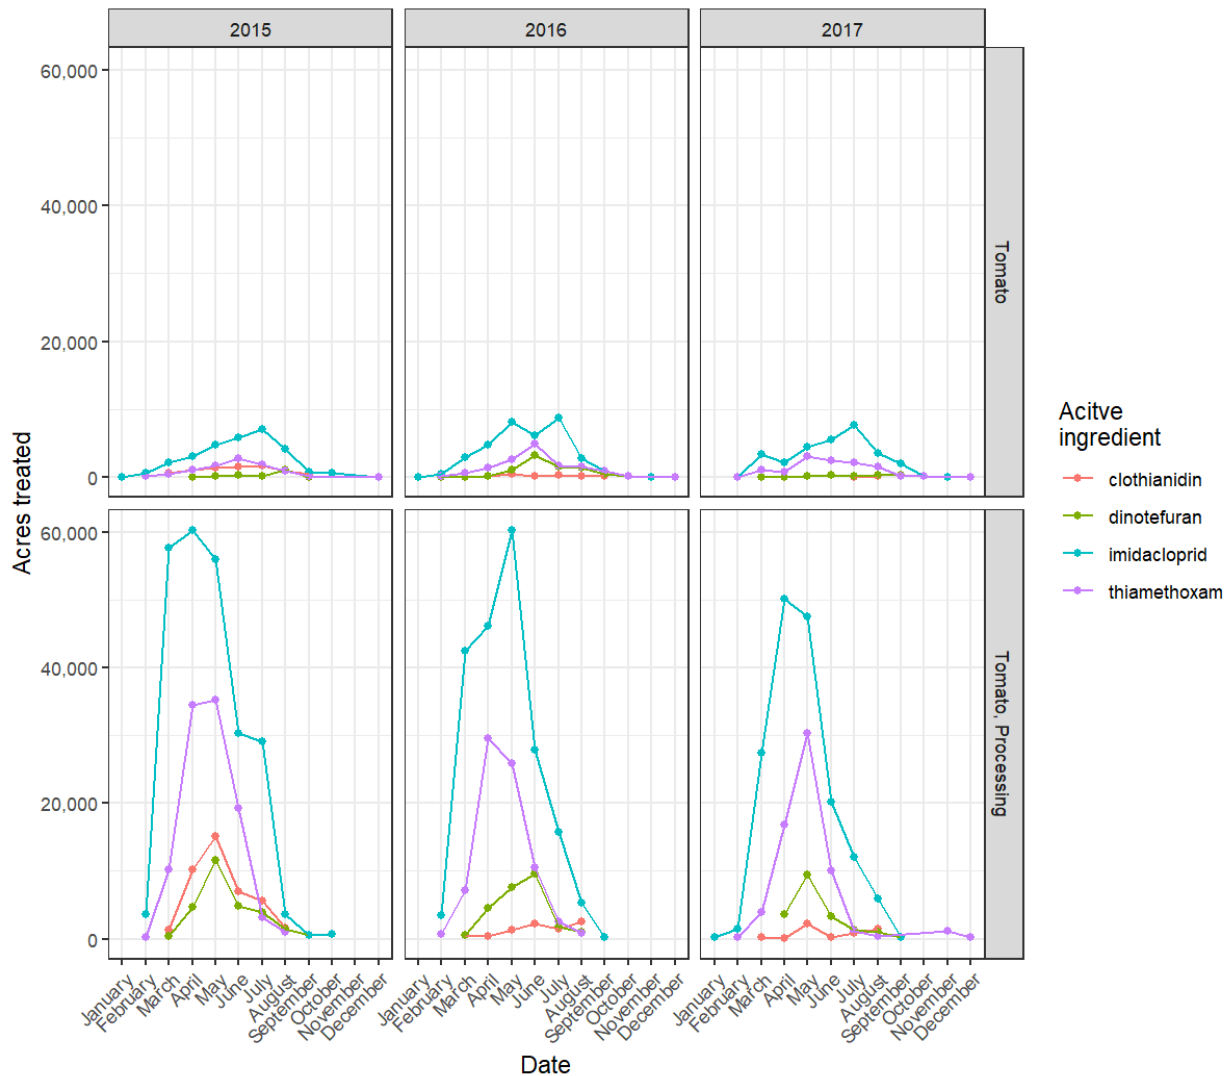 2015
2016
2017
60,000
40,000
20,000
0
Tomato
60,000
40,000
20,000
0
Tomato, Processing
Acres treated
January
February
March
April
May
June
July
August
September
October
November
December
January
February
March
April
May
June
July
August
September
October
November
December
January
February
March
April
May
June
July
August
September
October
November
December
Date
Acitve
ingredient
clothianidin
dinotefuran
imidacloprid
thiamethoxam